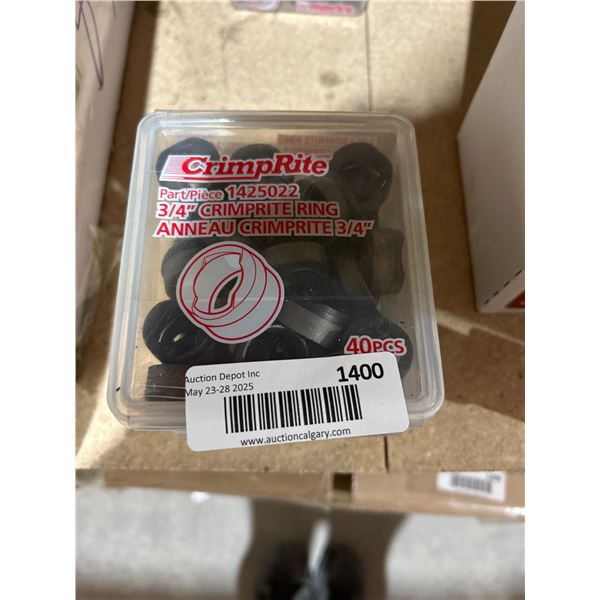 CrimpRite
Part/Pièce 1425022
3/4" CRIMPRITE RING
ANNEAU CRIMPRITE 3/4"
40PCS
Auction Depot Inc
May 23-28 2025
1400
www.auctioncalgary.com